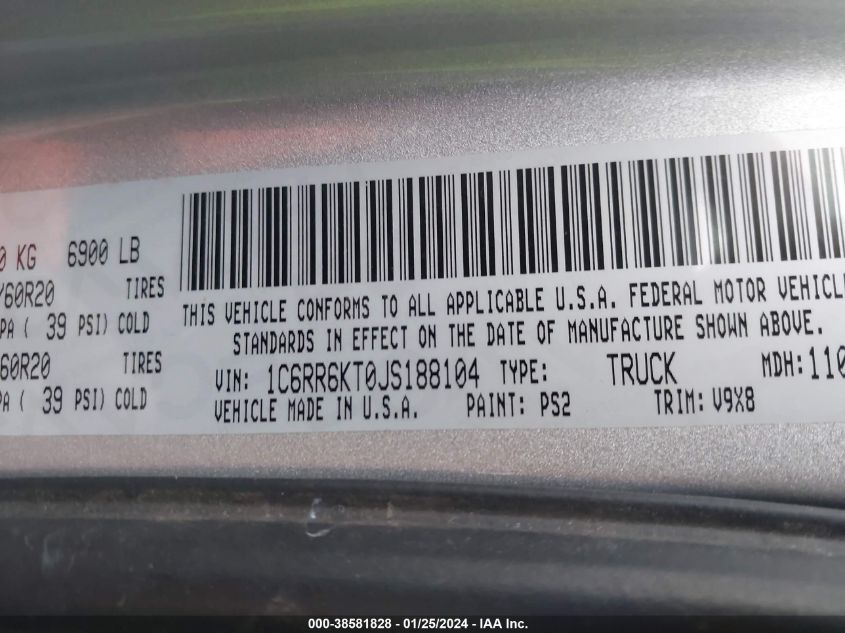 0 KG 6900 LB
/60R20 TIRES
PA ( 39 PSI) COLD
60R20 TIRES
PA ( 39 PSI) COLD
THIS VEHICLE CONFORMS TO ALL APPLICABLE U.S.A. FEDERAL MOTOR VEHICLE
STANDARDS IN EFFECT ON THE DATE OF MANUFACTURE SHOWN ABOVE.
VIN: 1C6RR6KT0JS188104 TYPE: TRUCK MDH: 110
VEHICLE MADE IN U.S.A. PAINT: PS2 TRIM: V9X8
000-38581828 - 01/25/2024 - IAA Inc.